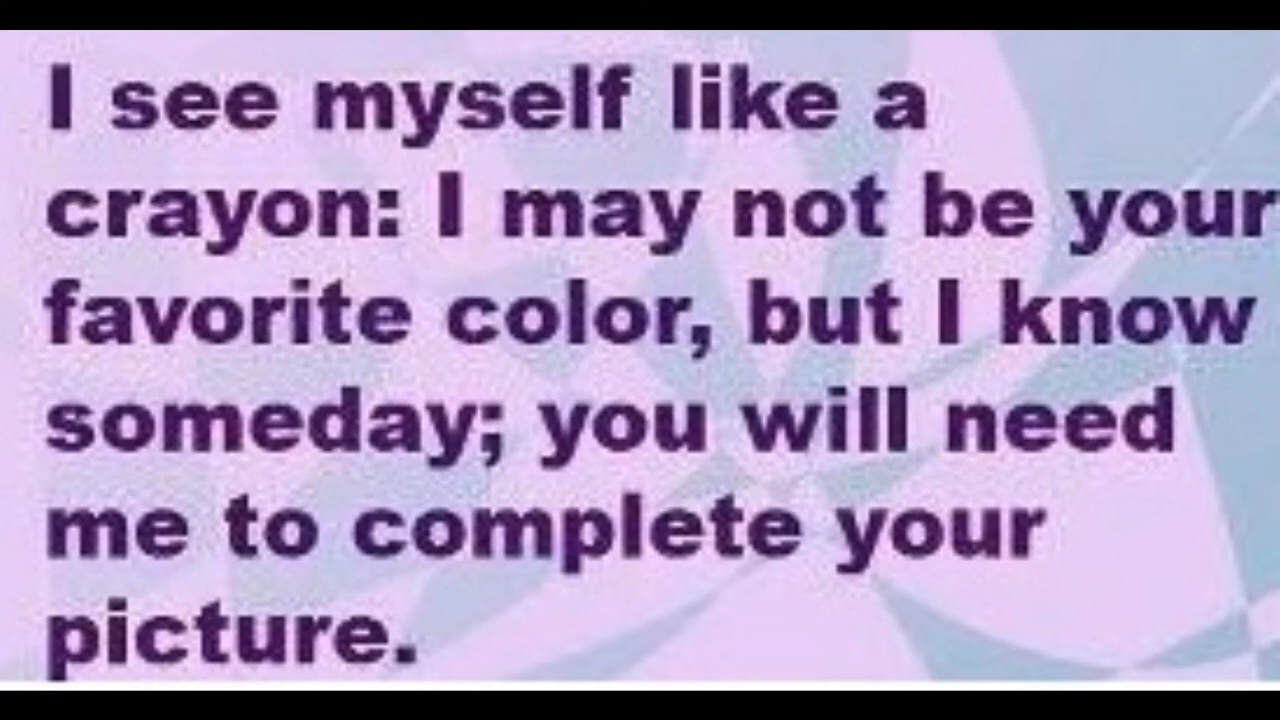 I see myself like a
crayon: I may not be your
favorite color, but I know
someday; you will need
me to complete your
picture.